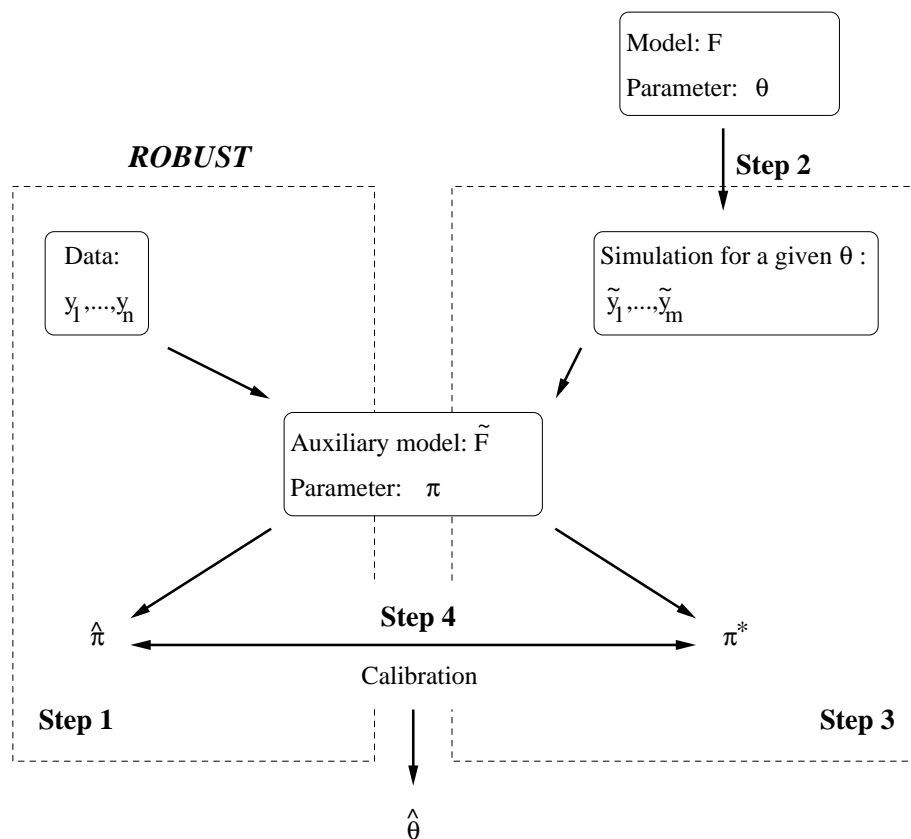 Model: F
Parameter: θ
ROBUST
Step 2
Data:
y₁,...,yₙ
Simulation for a given θ :
ỹ₁,...,ỹₘ
Auxiliary model: F̃
Parameter: π
Step 4
π̂
π*
Calibration
Step 1
Step 3
θ̂